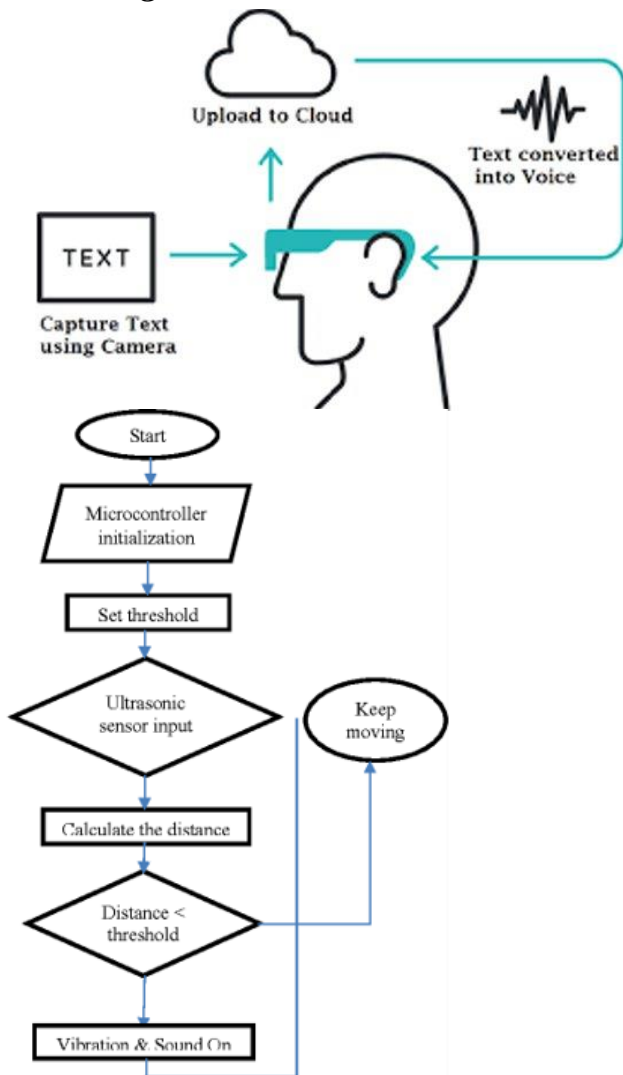 Upload to Cloud
Text converted
into Voice
TEXT
Capture Text
using Camera
Start
Microcontroller
initialization
Set threshold
Ultrasonic
sensor input
Keep
moving
Calculate the distance
Distance <
threshold
Vibration & Sound On